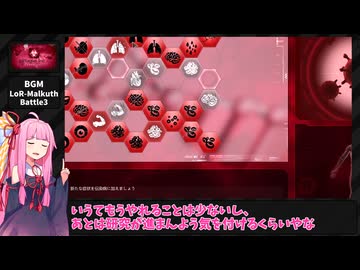 BGM
LoR-Malkuth
Battle3
新たな症状を伝染病に加えましょう
いうてもうやれることは少ないし、
あとは研究が進まんよう気を付けるくらいやな